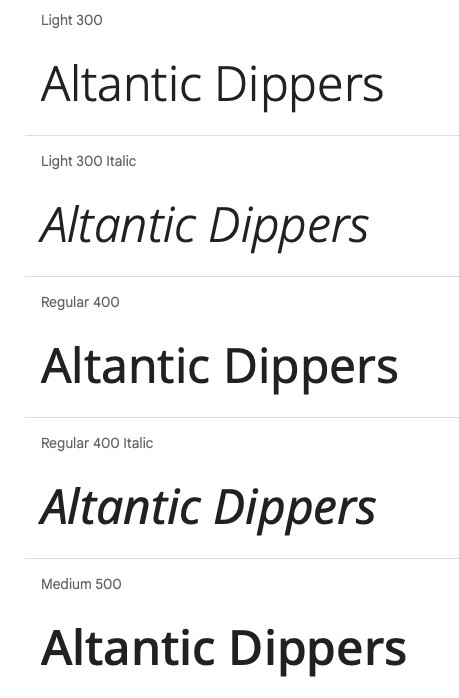 Light 300
Altantic Dippers
Light 300 Italic
Altantic Dippers
Regular 400
Altantic Dippers
Regular 400 Italic
Altantic Dippers
Medium 500
Altantic Dippers